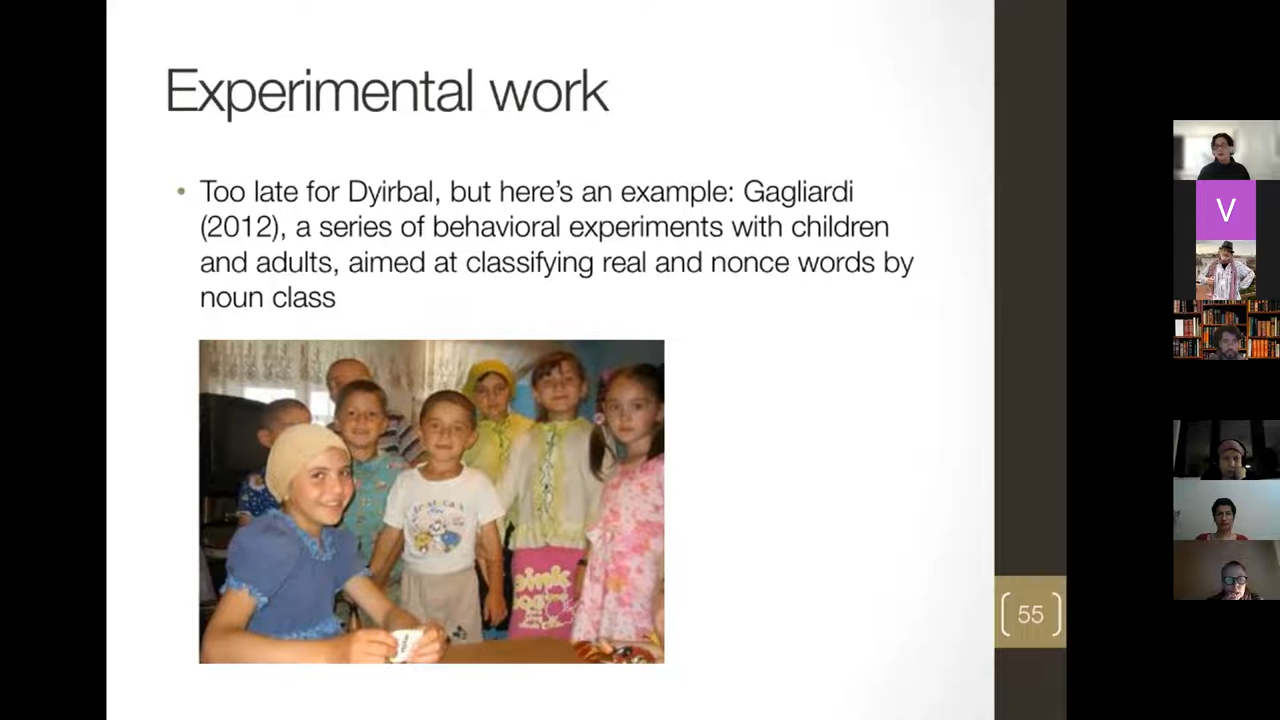 Experimental work
• Too late for Dyirbal, but here's an example: Gagliardi
(2012), a series of behavioral experiments with children
and adults, aimed at classifying real and nonce words by
noun class
55
V